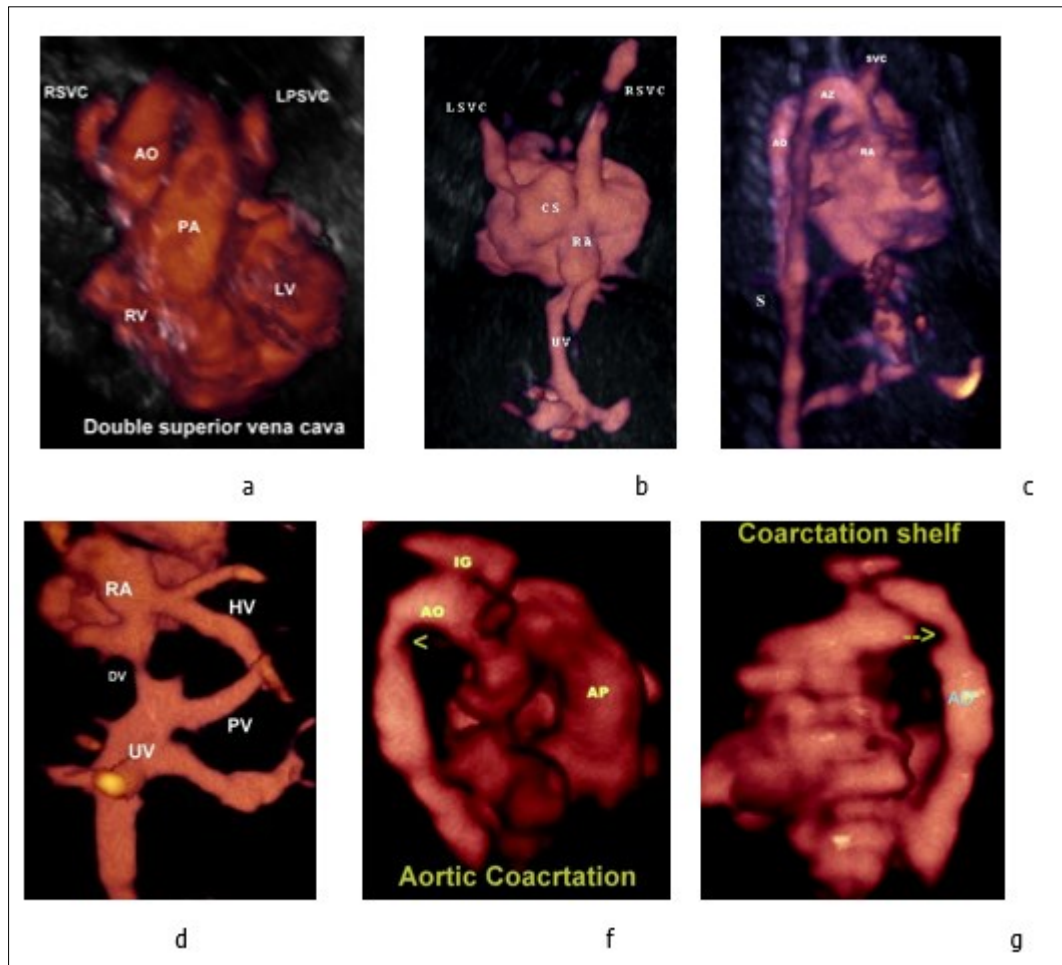 RSVC
LPSVC
AO
PA
LV
RV
Double superior vena cava
a
LSVC
RSVC
CS
RA
UV
b
SVC
AZ
AO
RA
S
c
RA
HV
DV
PV
UV
d
IG
AO
<
AP
Aortic Coacrtation
f
Coarctation shelf
-->
g